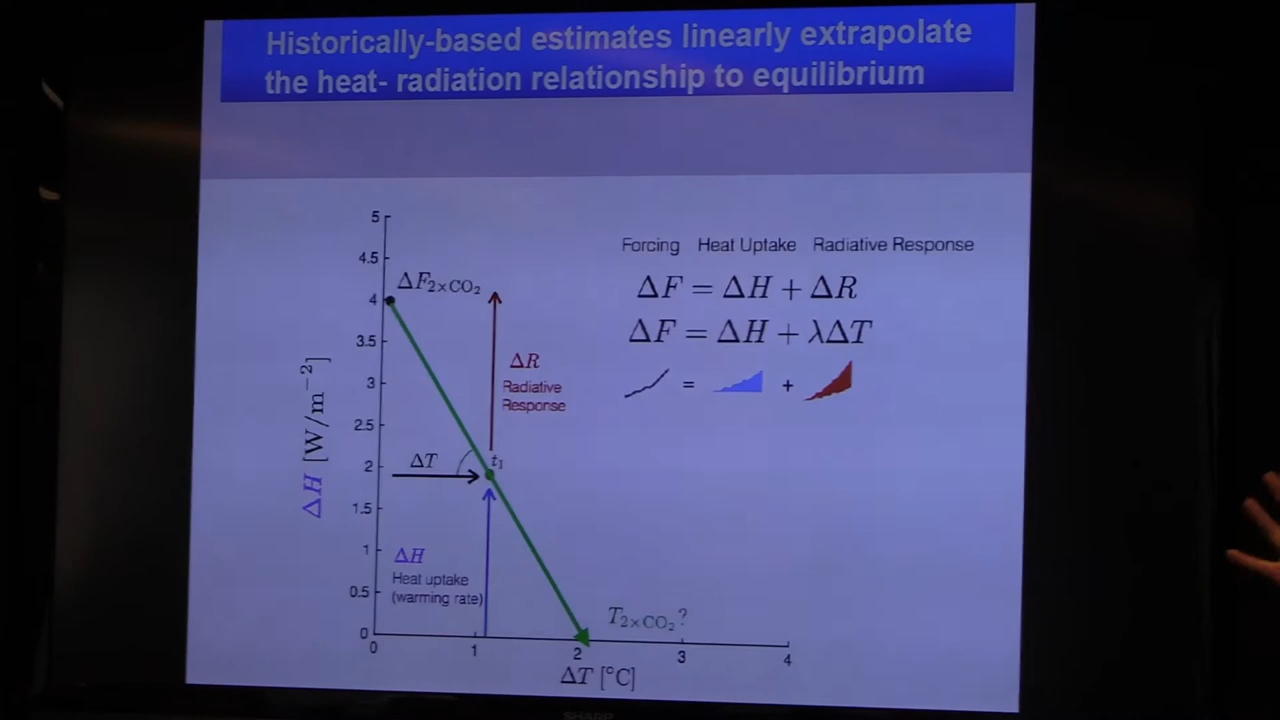 Historically-based estimates linearly extrapolate
the heat- radiation relationship to equilibrium
Forcing Heat Uptake Radiative Response
ΔF = ΔH + ΔR
ΔF = ΔH + λΔT
= +
5
4.5
4
3.5
3
2.5
2
1.5
1
0.5
0
ΔH [W/m⁻²]
ΔF₂×CO₂
ΔR
Radiative
Response
ΔT
t₁
ΔH
Heat uptake
(warming rate)
T₂×CO₂?
0 1 2 3 4
ΔT [°C]
SHARP